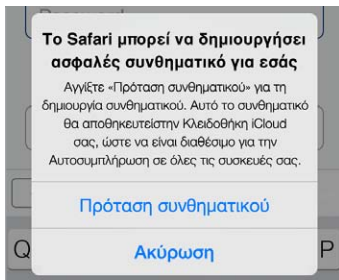 Password
Το Safari μπορεί να δημιουργήσει
ασφαλές συνθηματικό για εσάς
Αγγίξτε «Πρόταση συνθηματικού» για τη
δημιουργία συνθηματικού. Αυτό το συνθηματικό
θα αποθηκευτείστην Κλειδοθήκη iCloud
σας, ώστε να είναι διαθέσιμο για την
Αυτοσυμπλήρωση σε όλες τις συσκευές σας.
Πρόταση συνθηματικού
Q P
Ακύρωση